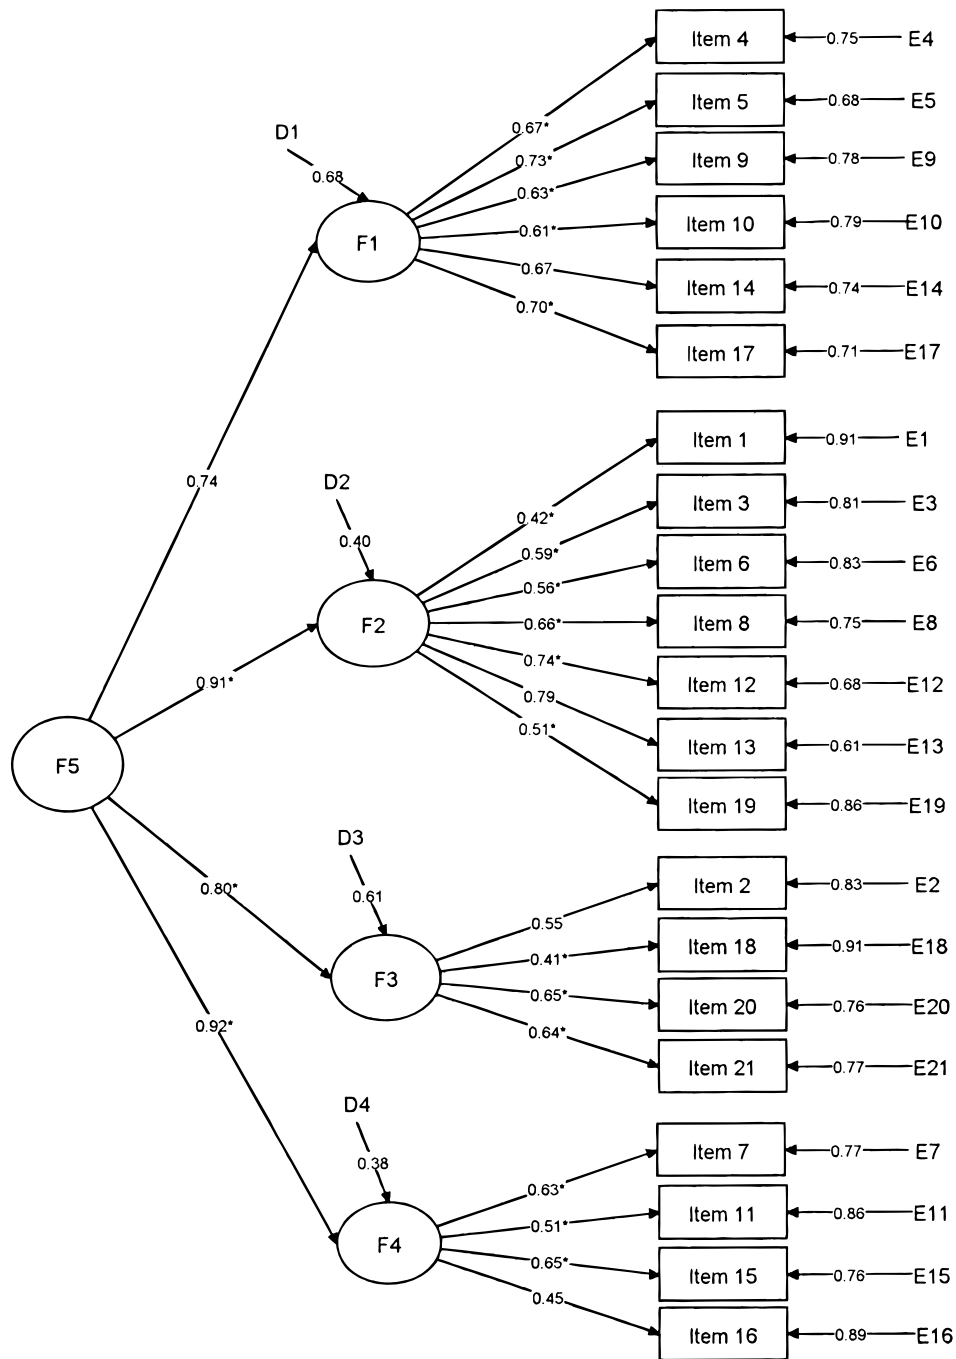 Item 4 0.75 E4
0.67*
Item 5 0.68 E5
D1
0.73*
0.68
Item 9 0.78 E9
0.63*
F1
0.61*
Item 10 0.79 E10
0.67
Item 14 0.74 E14
0.70*
Item 17 0.71 E17
0.74
Item 1 0.91 E1
D2
0.42*
Item 3 0.81 E3
0.40
0.59*
Item 6 0.83 E6
0.56*
F2
0.66*
Item 8 0.75 E8
0.91*
0.74*
Item 12 0.68 E12
0.79
0.51*
Item 13 0.61 E13
F5
Item 19 0.86 E19
D3
0.80*
0.61
Item 2 0.83 E2
0.55
0.41*
Item 18 0.91 E18
F3
0.65*
Item 20 0.76 E20
0.64*
0.92*
Item 21 0.77 E21
D4
0.38
Item 7 0.77 E7
0.63*
0.51*
Item 11 0.86 E11
F4
0.65*
Item 15 0.76 E15
0.45
Item 16 0.89 E16